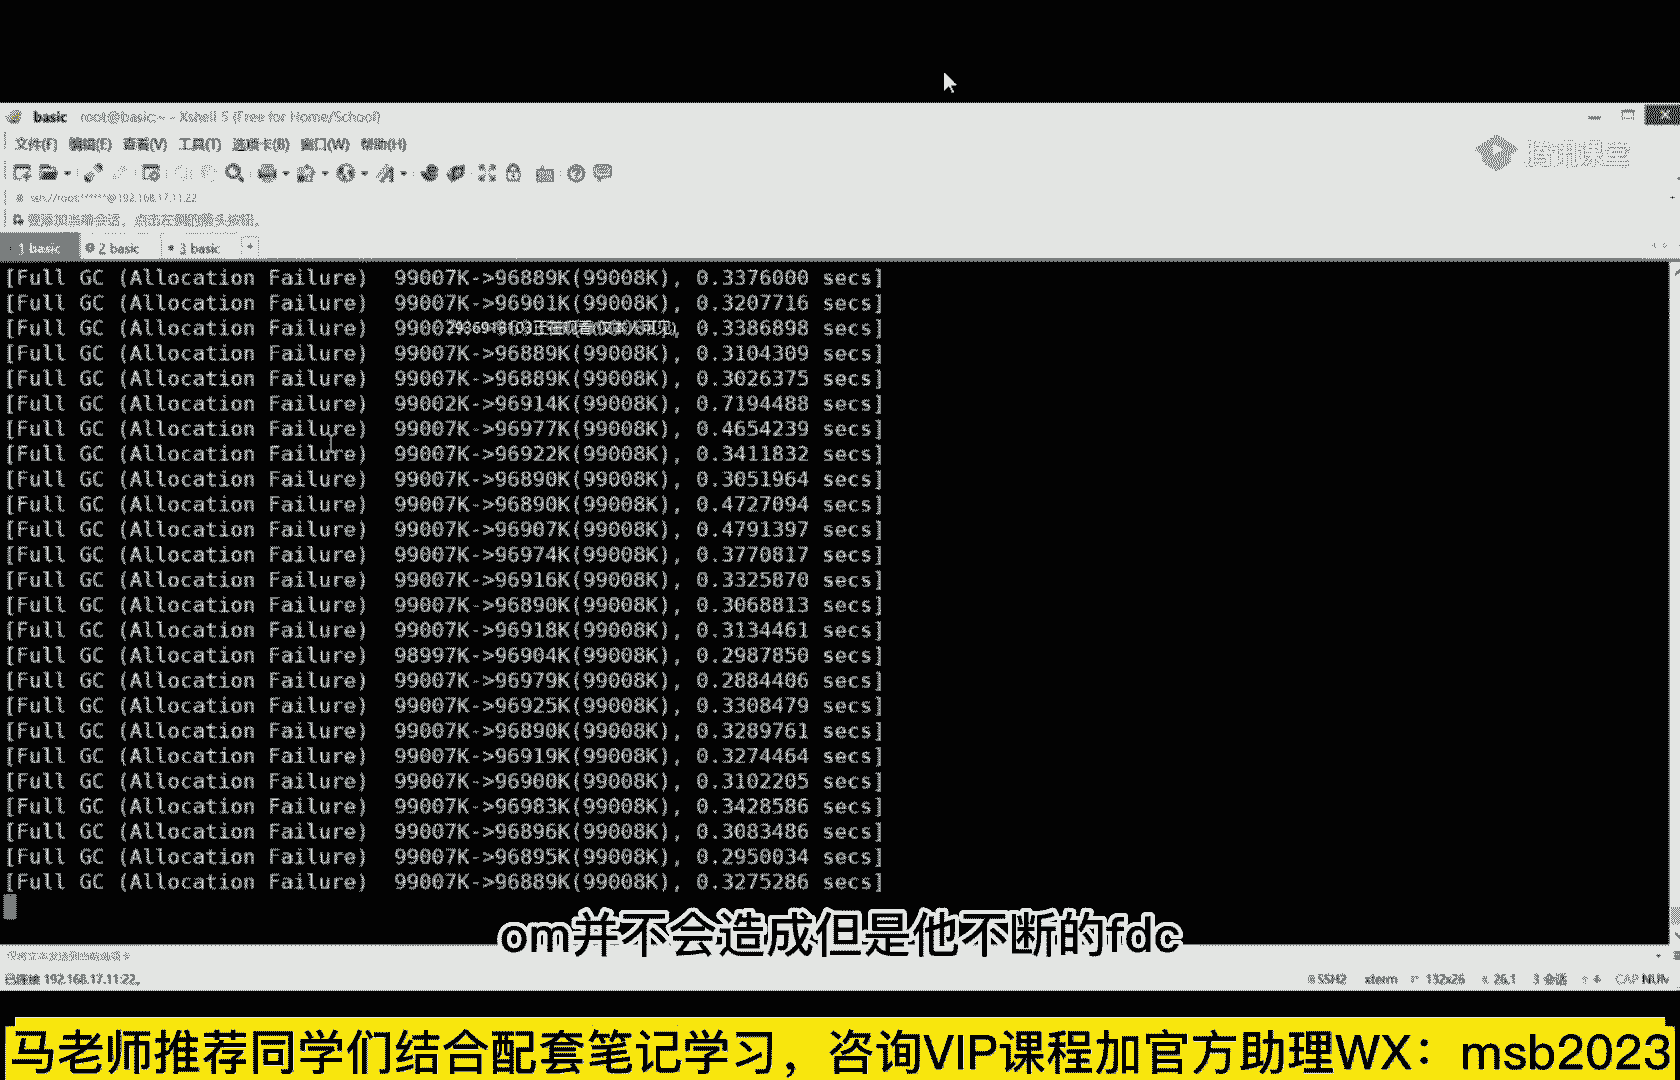 basic root@basic:~ - Xshell 5 (Free for Home/School)
文件(F) 编辑(E) 查看(V) 工具(T) 选项卡(B) 窗口(W) 帮助(H)
腾讯课堂
ssh://root:******@192.168.17.11:22
要添加当前会话，点击左侧的箭头按钮。
1 basic 2 basic 3 basic
[Full GC (Allocation Failure) 99007K->96889K(99008K), 0.3376000 secs]
[Full GC (Allocation Failure) 99007K->96901K(99008K), 0.3207716 secs]
[Full GC (Allocation Failure) 9900 2936918103正在观看(仅本人可见), 0.3386898 secs]
[Full GC (Allocation Failure) 99007K->96889K(99008K), 0.3104309 secs]
[Full GC (Allocation Failure) 99007K->96889K(99008K), 0.3026375 secs]
[Full GC (Allocation Failure) 99002K->96914K(99008K), 0.7194488 secs]
[Full GC (Allocation Failure) 99007K->96977K(99008K), 0.4654239 secs]
[Full GC (Allocation Failure) 99007K->96922K(99008K), 0.3411832 secs]
[Full GC (Allocation Failure) 99007K->96890K(99008K), 0.3051964 secs]
[Full GC (Allocation Failure) 99007K->96890K(99008K), 0.4727094 secs]
[Full GC (Allocation Failure) 99007K->96907K(99008K), 0.4791397 secs]
[Full GC (Allocation Failure) 99007K->96974K(99008K), 0.3770817 secs]
[Full GC (Allocation Failure) 99007K->96916K(99008K), 0.3325870 secs]
[Full GC (Allocation Failure) 99007K->96890K(99008K), 0.3068813 secs]
[Full GC (Allocation Failure) 99007K->96918K(99008K), 0.3134461 secs]
[Full GC (Allocation Failure) 98997K->96904K(99008K), 0.2987850 secs]
[Full GC (Allocation Failure) 99007K->96979K(99008K), 0.2884406 secs]
[Full GC (Allocation Failure) 99007K->96925K(99008K), 0.3308479 secs]
[Full GC (Allocation Failure) 99007K->96890K(99008K), 0.3289761 secs]
[Full GC (Allocation Failure) 99007K->96919K(99008K), 0.3274464 secs]
[Full GC (Allocation Failure) 99007K->96900K(99008K), 0.3102205 secs]
[Full GC (Allocation Failure) 99007K->96983K(99008K), 0.3428586 secs]
[Full GC (Allocation Failure) 99007K->96896K(99008K), 0.3083486 secs]
[Full GC (Allocation Failure) 99007K->96895K(99008K), 0.2950034 secs]
[Full GC (Allocation Failure) 99007K->96889K(99008K), 0.3275286 secs]
om并不会造成但是他不断的fdc
已连接 192.168.17.11:22。 SSH2 xterm 132x26 26,1 3 会话 CAP NUM
马老师推荐同学们结合配套笔记学习，咨询VIP课程加官方助理WX：msb2023